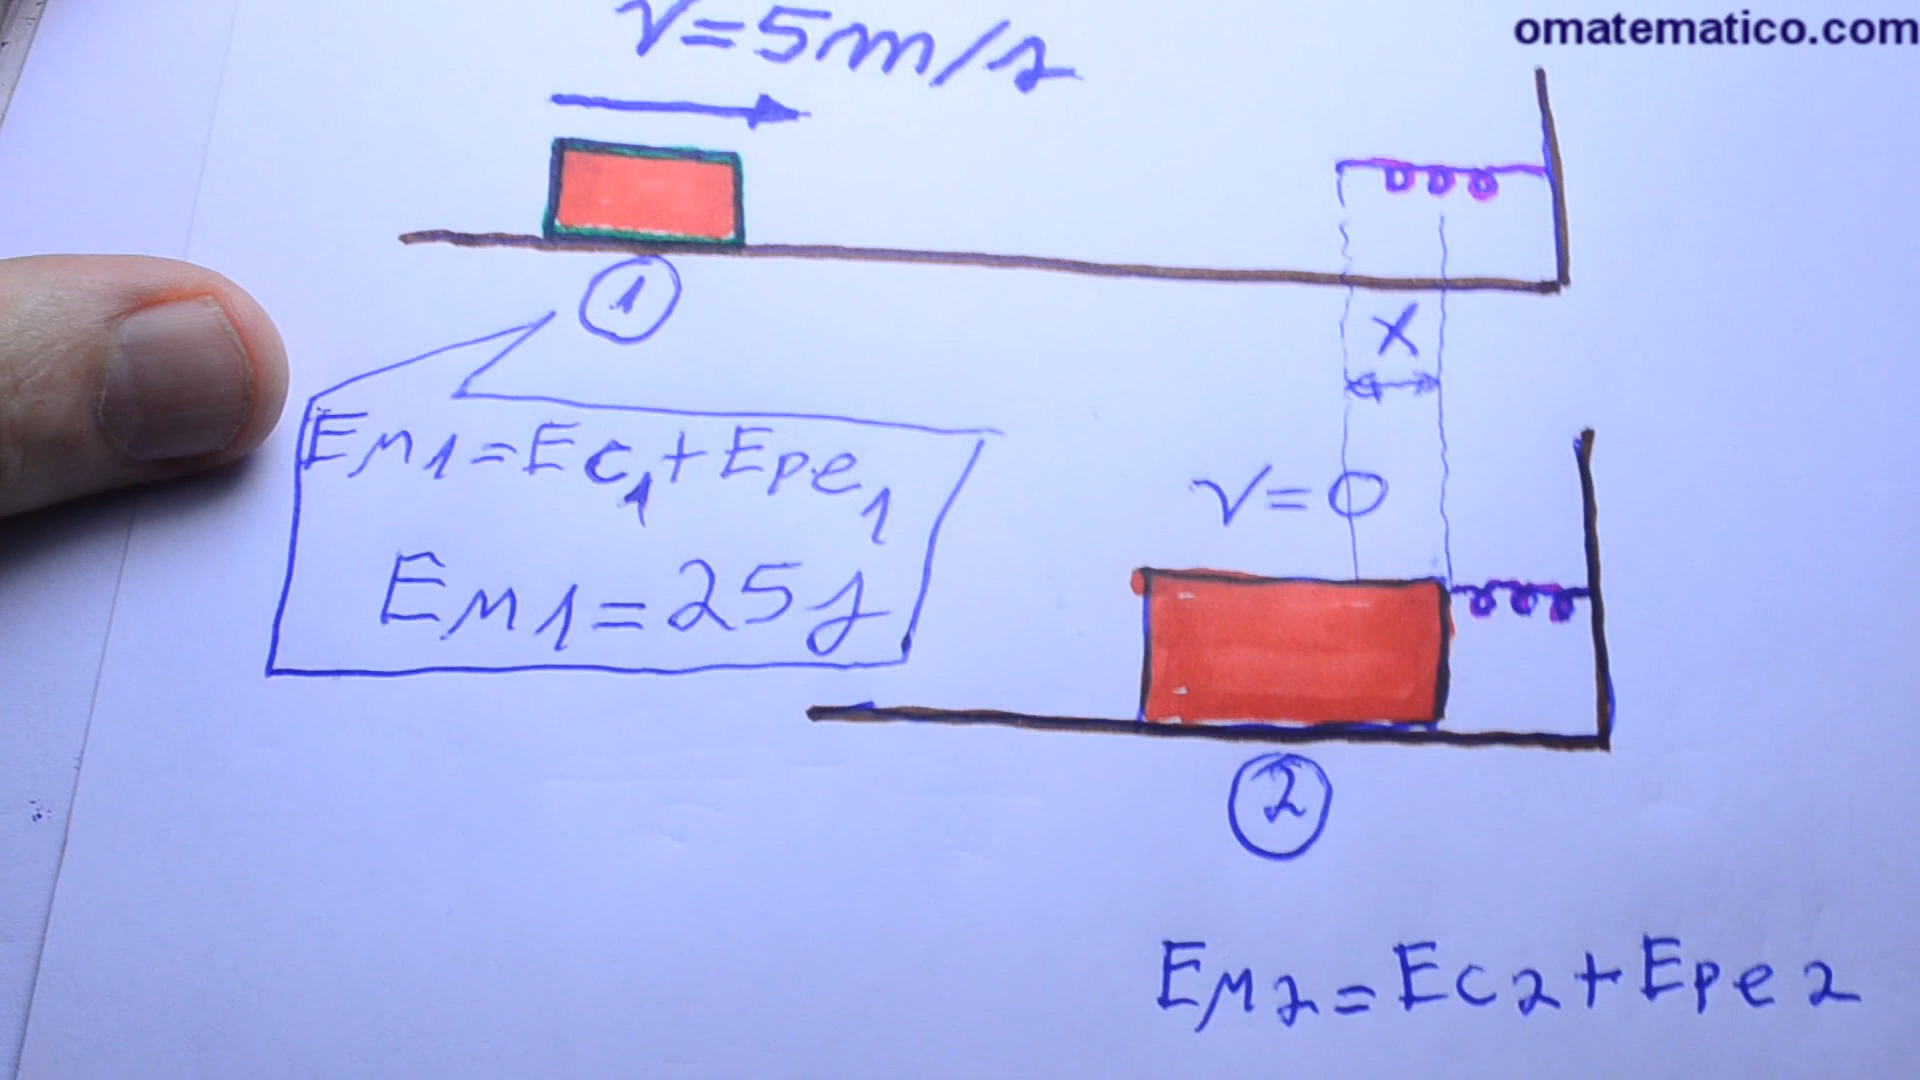 omatematico.com
V=5m/s
1
X
EM1=Ec1+Epe1
V=0
EM1=25J
2
EM2=Ec2+Epe2